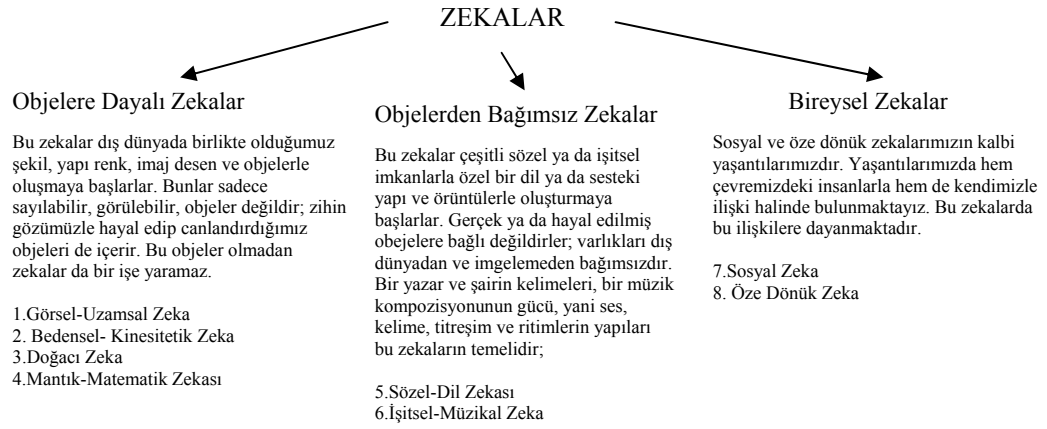 ZEKALAR
Objelere Dayalı Zekalar
Bu zekalar dış dünyada birlikte olduğumuz
şekil, yapı renk, imaj desen ve objelerle
oluşmaya başlarlar. Bunlar sadece
sayılabilir, görülebilir, objeler değildir; zihin
gözümüzle hayal edip canlandırdığımız
objeleri de içerir. Bu objeler olmadan
zekalar da bir işe yaramaz.
1.Görsel-Uzamsal Zeka
2. Bedensel- Kinesitetik Zeka
3.Doğacı Zeka
4.Mantık-Matematik Zekası
Objelerden Bağımsız Zekalar
Bu zekalar çeşitli sözel ya da işitsel
imkanlarla özel bir dil ya da sesteki
yapı ve örüntülerle oluşturmaya
başlarlar. Gerçek ya da hayal edilmiş
obejelere bağlı değildirler; varlıkları dış
dünyadan ve imgelemeden bağımsızdır.
Bir yazar ve şairin kelimeleri, bir müzik
kompozisyonunun gücü, yani ses,
kelime, titreşim ve ritimlerin yapıları
bu zekaların temelidir;
5.Sözel-Dil Zekası
6.İşitsel-Müzikal Zeka
Bireysel Zekalar
Sosyal ve öze dönük zekalarımızın kalbi
yaşantılarımızdır. Yaşantılarımızda hem
çevremizdeki insanlarla hem de kendimizle
ilişki halinde bulunmaktayız. Bu zekalarda
bu ilişkilere dayanmaktadır.
7.Sosyal Zeka
8. Öze Dönük Zeka